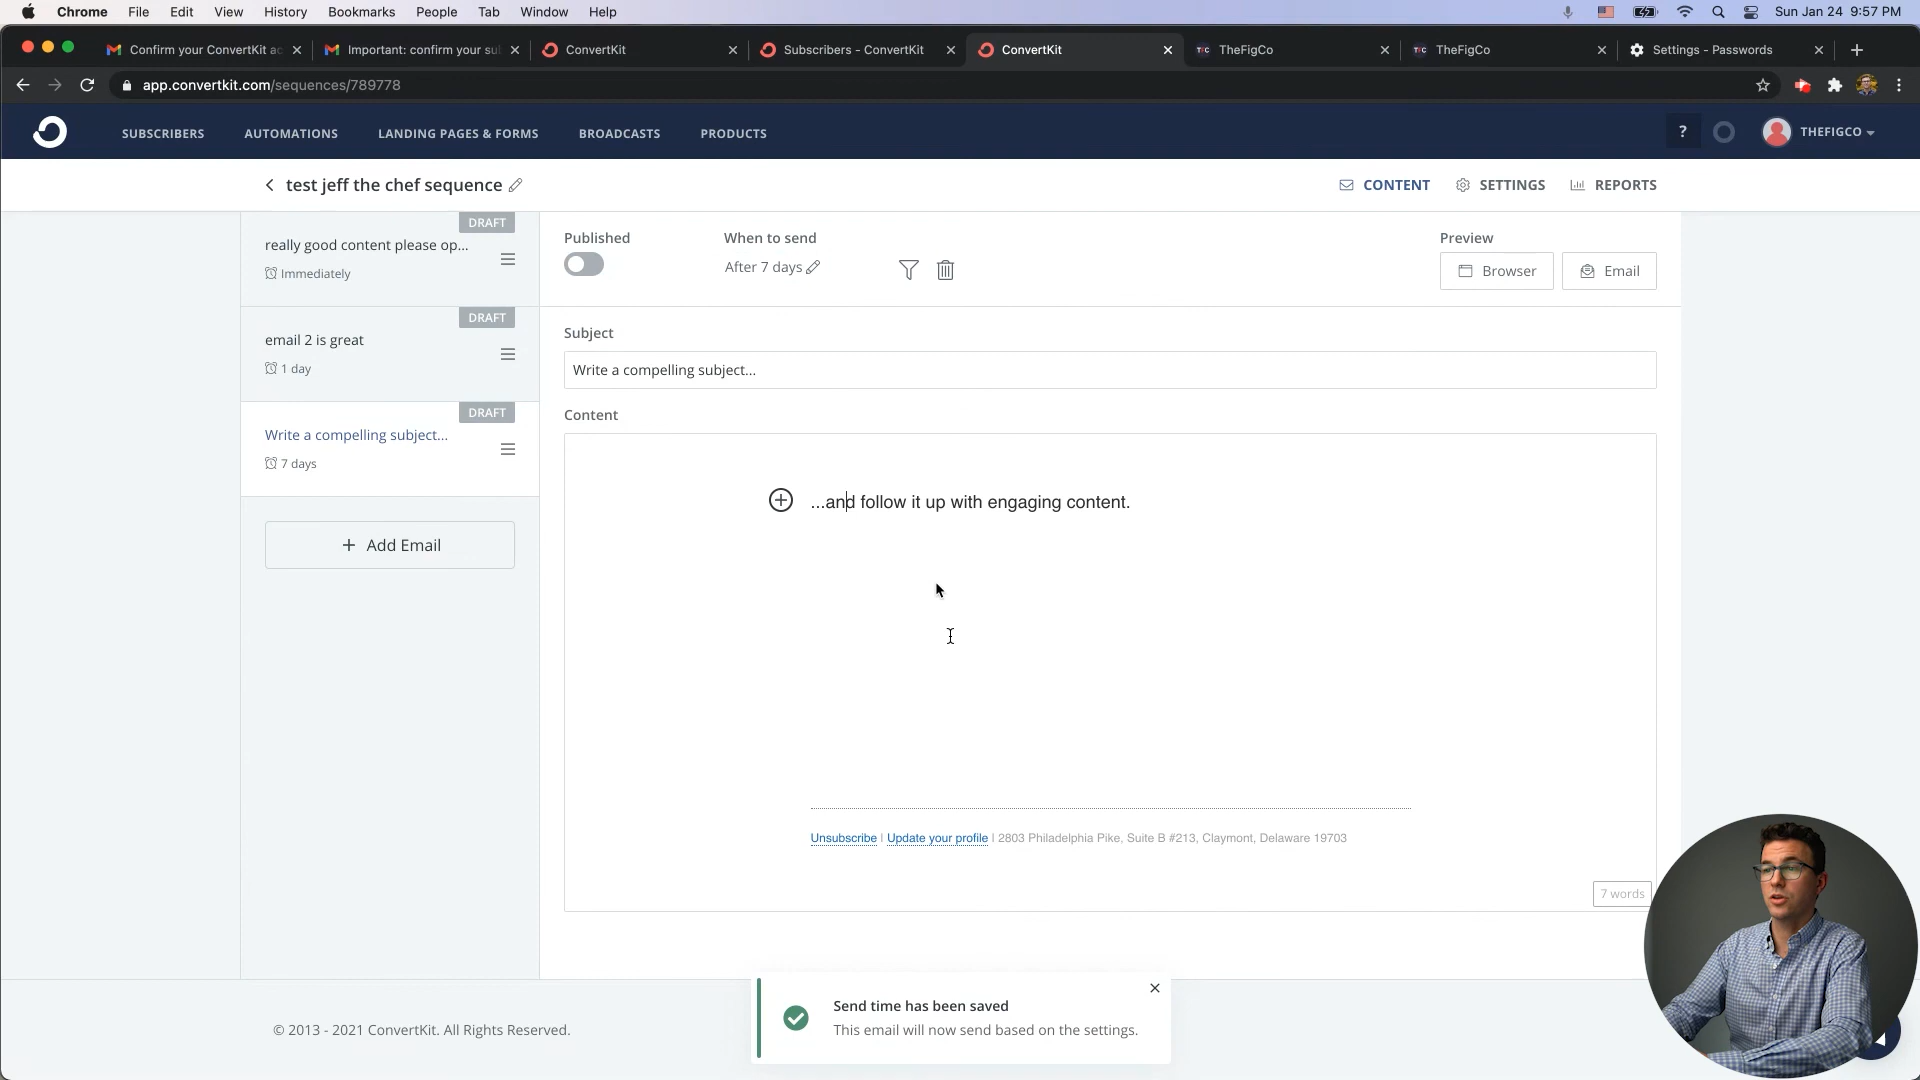 Chrome File Edit View History Bookmarks People Tab Window Help Sun Jan 24 9:57 PM
Confirm your ConvertKit ac Important: confirm your su ConvertKit Subscribers - ConvertKit ConvertKit TheFigCo TheFigCo Settings - Passwords
app.convertkit.com/sequences/789778
SUBSCRIBERS AUTOMATIONS LANDING PAGES & FORMS BROADCASTS PRODUCTS ? THEFIGCO
test jeff the chef sequence CONTENT SETTINGS REPORTS
DRAFT
really good content please op...
Immediately
DRAFT
email 2 is great
1 day
DRAFT
Write a compelling subject...
7 days
+ Add Email
Published When to send Preview
After 7 days Browser Email
Subject
Write a compelling subject...
Content
...and follow it up with engaging content.
Unsubscribe | Update your profile | 2803 Philadelphia Pike, Suite B #213, Claymont, Delaware 19703
7 words
Send time has been saved
This email will now send based on the settings.
© 2013 - 2021 ConvertKit. All Rights Reserved.